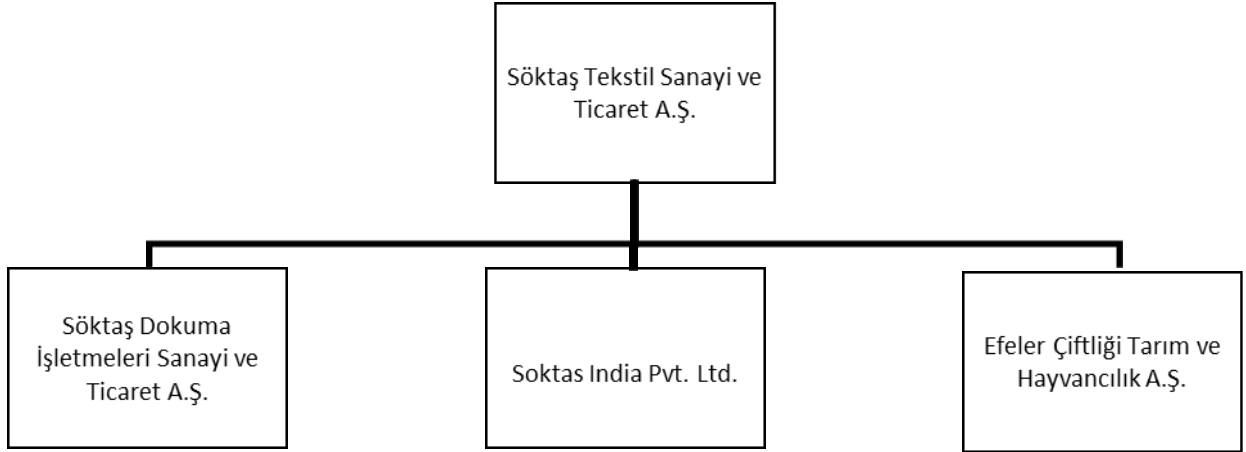 Söktaş Tekstil Sanayi ve
Ticaret A.Ş.
Söktaş Dokuma
İşletmeleri Sanayi ve
Ticaret A.Ş.
Soktas India Pvt. Ltd.
Efeler Çiftliği Tarım ve
Hayvancılık A.Ş.